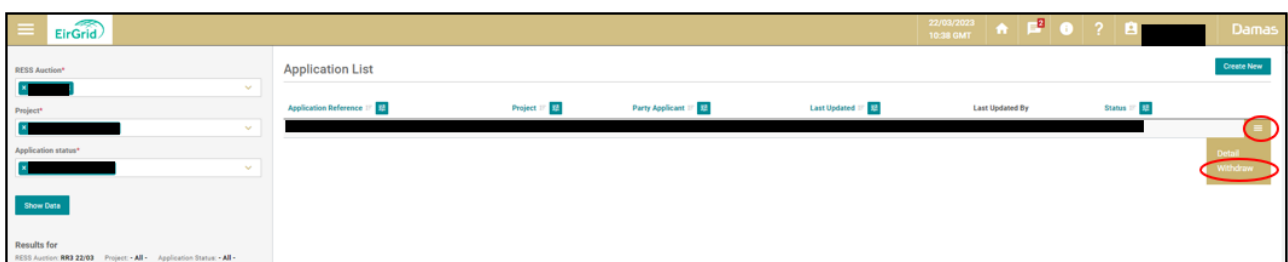 EirGrid
22/03/2023
10:38 GMT
2
?
Damas
RESS Auction*
Project*
Application status*
Show Data
Results for
RESS Auction: RR3 22/03 Project: - All - Application Status: - All -
Application List
Create New
Application Reference Project Party Applicant Last Updated Last Updated By Status
Detail
Withdraw